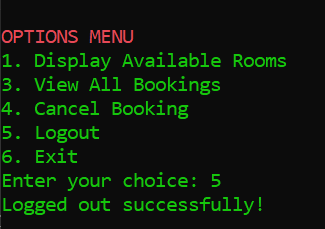 OPTIONS MENU
1. Display Available Rooms
3. View All Bookings
4. Cancel Booking
5. Logout
6. Exit
Enter your choice: 5
Logged out successfully!